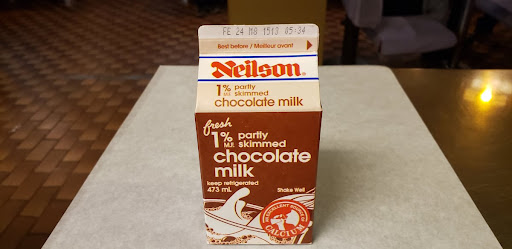 FE 24 M8 1513 05:34
Best before / Meilleur avant
Neilson
1% partly
M.F. skimmed
chocolate milk
fresh
1% partly
M.F. skimmed
chocolate
milk
keep refrigerated
473 mL
Shake Well
CALCIUM